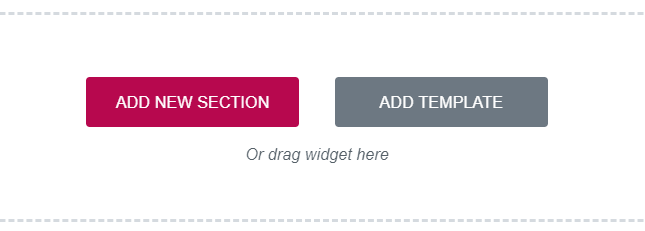 ADD NEW SECTION
ADD TEMPLATE
Or drag widget here